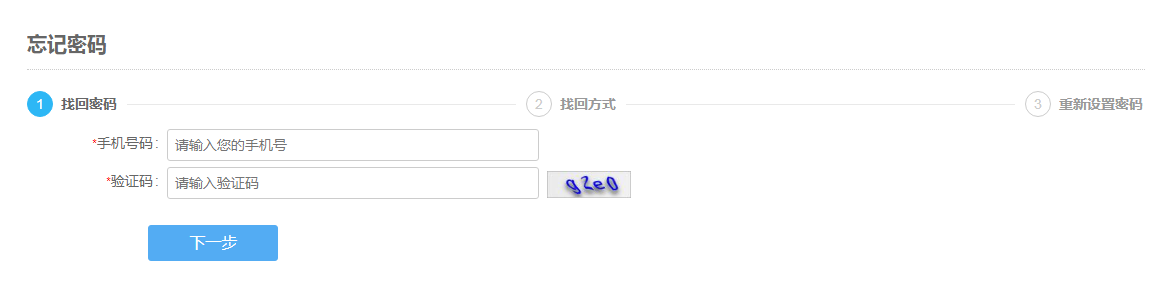 忘记密码
1 找回密码 2 找回方式 3 重新设置密码
*手机号码: 请输入您的手机号
*验证码: 请输入验证码 g2e0
下一步